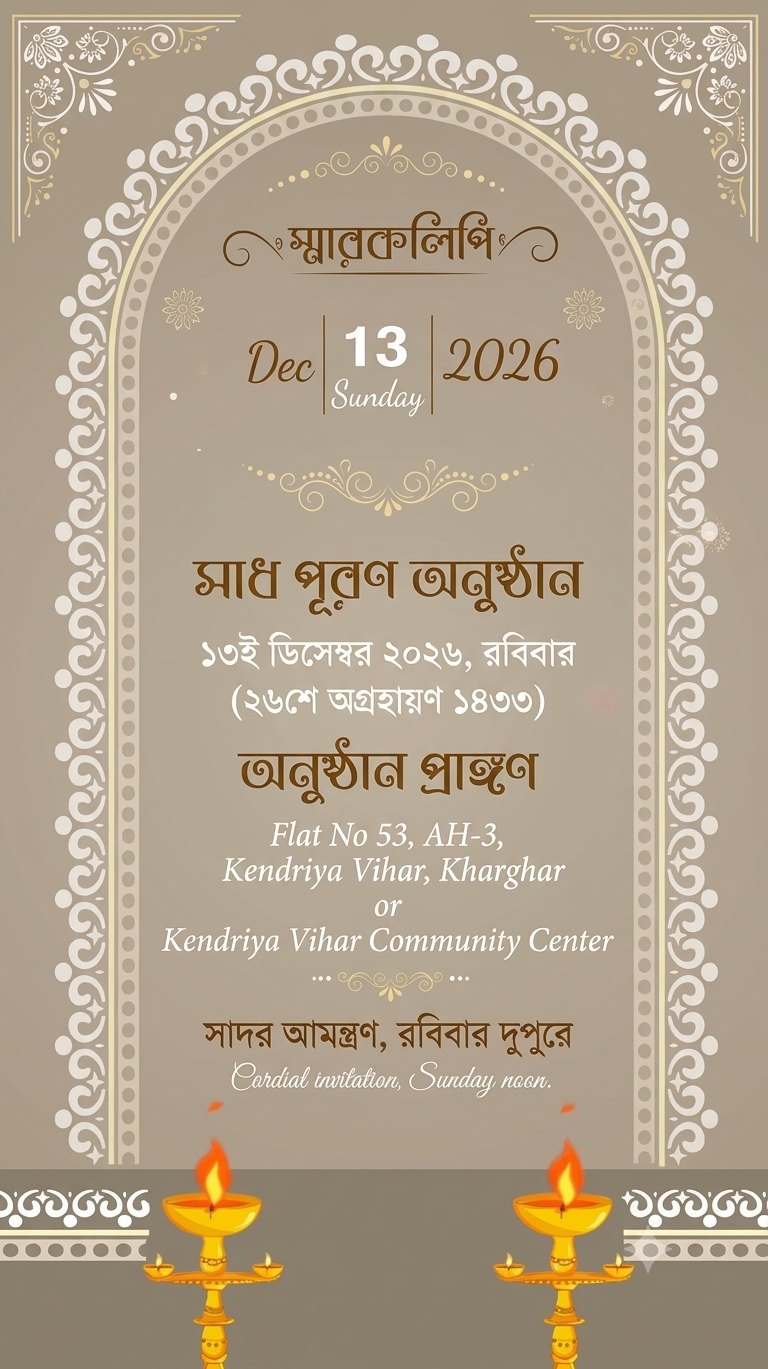 স্মারকলিপি
Dec 13 2026
Sunday
সাধ পূরণ অনুষ্ঠান
১৩ই ডিসেম্বর ২০২৬, রবিবার
(২৬শে অগ্রহায়ণ ১৪৩৩)
অনুষ্ঠান প্রাঙ্গণ
Flat No 53, AH-3,
Kendriya Vihar, Kharghar
or
Kendriya Vihar Community Center
সাদর আমন্ত্রণ, রবিবার দুপুরে
Cordial invitation, Sunday noon.